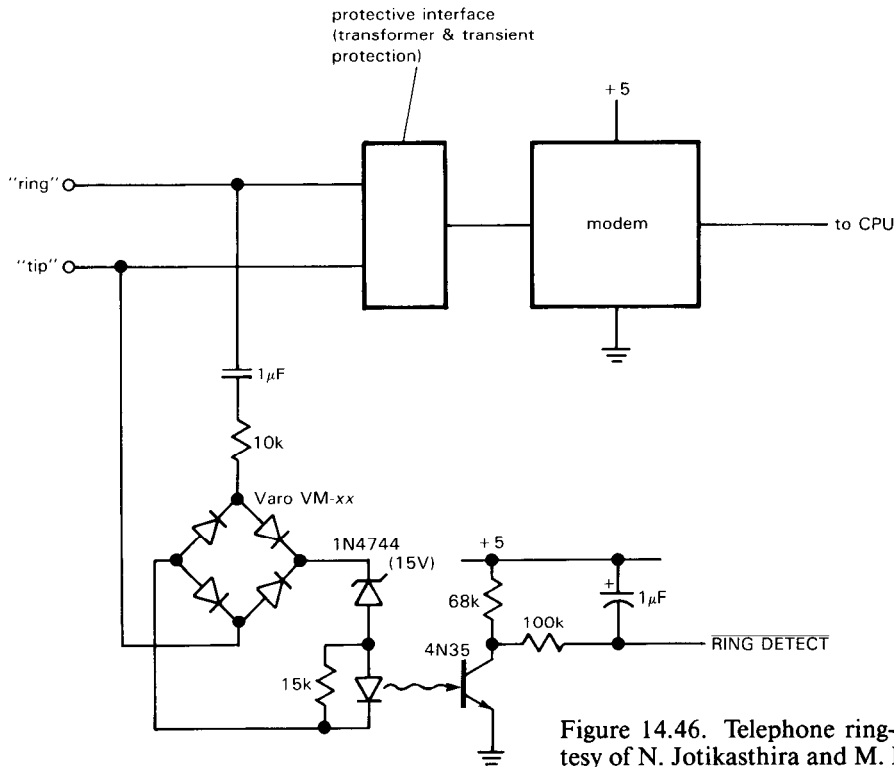 protective interface
(transformer & transient
protection)
+5
"ring"
"tip"
modem
to CPU
1μF
10k
Varo VM-xx
1N4744
(15V)
+5
68k
+
1μF
100k
4N35
RING DETECT
15k
Figure 14.46. Telephone ring-
tesy of N. Jotikasthira and M. I